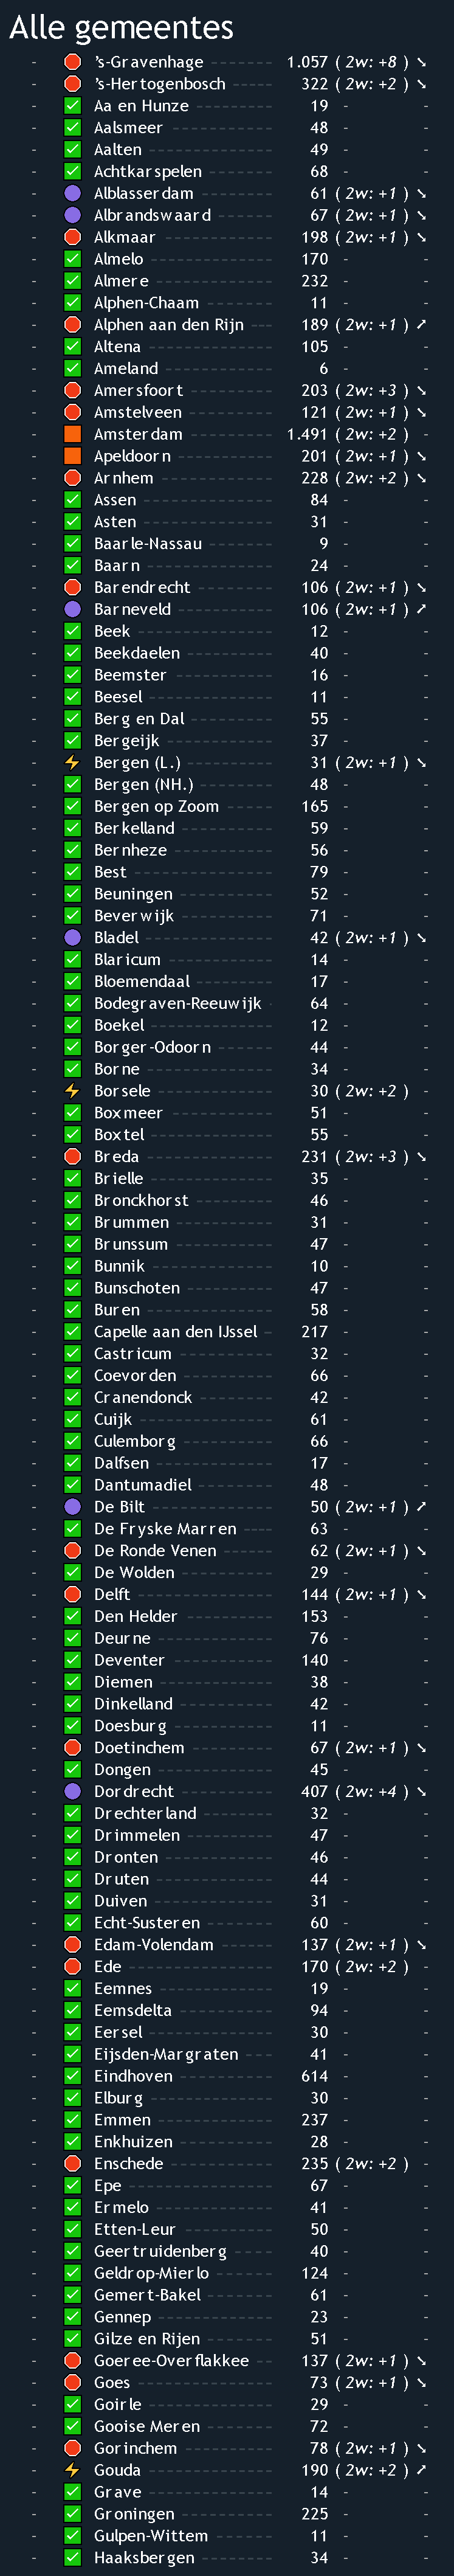 Alle gemeentes
- 's-Gravenhage 1.057 ( 2w: +8 ) ↘
- 's-Hertogenbosch 322 ( 2w: +2 ) ↘
- Aa en Hunze 19 - -
- Aalsmeer 48 - -
- Aalten 49 - -
- Achtkarspelen 68 - -
- Alblasserdam 61 ( 2w: +1 ) ↘
- Albrandswaard 67 ( 2w: +1 ) ↘
- Alkmaar 198 ( 2w: +1 ) ↘
- Almelo 170 - -
- Almere 232 - -
- Alphen-Chaam 11 - -
- Alphen aan den Rijn 189 ( 2w: +1 ) ↗
- Altena 105 - -
- Ameland 6 - -
- Amersfoort 203 ( 2w: +3 ) ↘
- Amstelveen 121 ( 2w: +1 ) ↘
- Amsterdam 1.491 ( 2w: +2 ) -
- Apeldoorn 201 ( 2w: +1 ) ↘
- Arnhem 228 ( 2w: +2 ) ↘
- Assen 84 - -
- Asten 31 - -
- Baarle-Nassau 9 - -
- Baarn 24 - -
- Barendrecht 106 ( 2w: +1 ) ↘
- Barneveld 106 ( 2w: +1 ) ↗
- Beek 12 - -
- Beekdaelen 40 - -
- Beemster 16 - -
- Beesel 11 - -
- Berg en Dal 55 - -
- Bergeijk 37 - -
- Bergen (L.) 31 ( 2w: +1 ) ↘
- Bergen (NH.) 48 - -
- Bergen op Zoom 165 - -
- Berkelland 59 - -
- Bernheze 56 - -
- Best 79 - -
- Beuningen 52 - -
- Beverwijk 71 - -
- Bladel 42 ( 2w: +1 ) ↘
- Blaricum 14 - -
- Bloemendaal 17 - -
- Bodegraven-Reeuwijk 64 - -
- Boekel 12 - -
- Borger-Odoorn 44 - -
- Borne 34 - -
- Borsele 30 ( 2w: +2 ) -
- Boxmeer 51 - -
- Boxtel 55 - -
- Breda 231 ( 2w: +3 ) ↘
- Brielle 35 - -
- Bronckhorst 46 - -
- Brummen 31 - -
- Brunssum 47 - -
- Bunnik 10 - -
- Bunschoten 47 - -
- Buren 58 - -
- Capelle aan den IJssel 217 - -
- Castricum 32 - -
- Coevorden 66 - -
- Cranendonck 42 - -
- Cuijk 61 - -
- Culemborg 66 - -
- Dalfsen 17 - -
- Dantumadiel 48 - -
- De Bilt 50 ( 2w: +1 ) ↗
- De Fryske Marren 63 - -
- De Ronde Venen 62 ( 2w: +1 ) ↘
- De Wolden 29 - -
- Delft 144 ( 2w: +1 ) ↘
- Den Helder 153 - -
- Deurne 76 - -
- Deventer 140 - -
- Diemen 38 - -
- Dinkelland 42 - -
- Doesburg 11 - -
- Doetinchem 67 ( 2w: +1 ) ↘
- Dongen 45 - -
- Dordrecht 407 ( 2w: +4 ) ↘
- Drechterland 32 - -
- Drimmelen 47 - -
- Dronten 46 - -
- Druten 44 - -
- Duiven 31 - -
- Echt-Susteren 60 - -
- Edam-Volendam 137 ( 2w: +1 ) ↘
- Ede 170 ( 2w: +2 ) -
- Eemnes 19 - -
- Eemsdelta 94 - -
- Eersel 30 - -
- Eijsden-Margraten 41 - -
- Eindhoven 614 - -
- Elburg 30 - -
- Emmen 237 - -
- Enkhuizen 28 - -
- Enschede 235 ( 2w: +2 ) -
- Epe 67 - -
- Ermelo 41 - -
- Etten-Leur 50 - -
- Geertruidenberg 40 - -
- Geldrop-Mierlo 124 - -
- Gemert-Bakel 61 - -
- Gennep 23 - -
- Gilze en Rijen 51 - -
- Goeree-Overflakkee 137 ( 2w: +1 ) ↘
- Goes 73 ( 2w: +1 ) ↘
- Goirle 29 - -
- Gooise Meren 72 - -
- Gorinchem 78 ( 2w: +1 ) ↘
- Gouda 190 ( 2w: +2 ) ↗
- Grave 14 - -
- Groningen 225 - -
- Gulpen-Wittem 11 - -
- Haaksbergen 34 - -